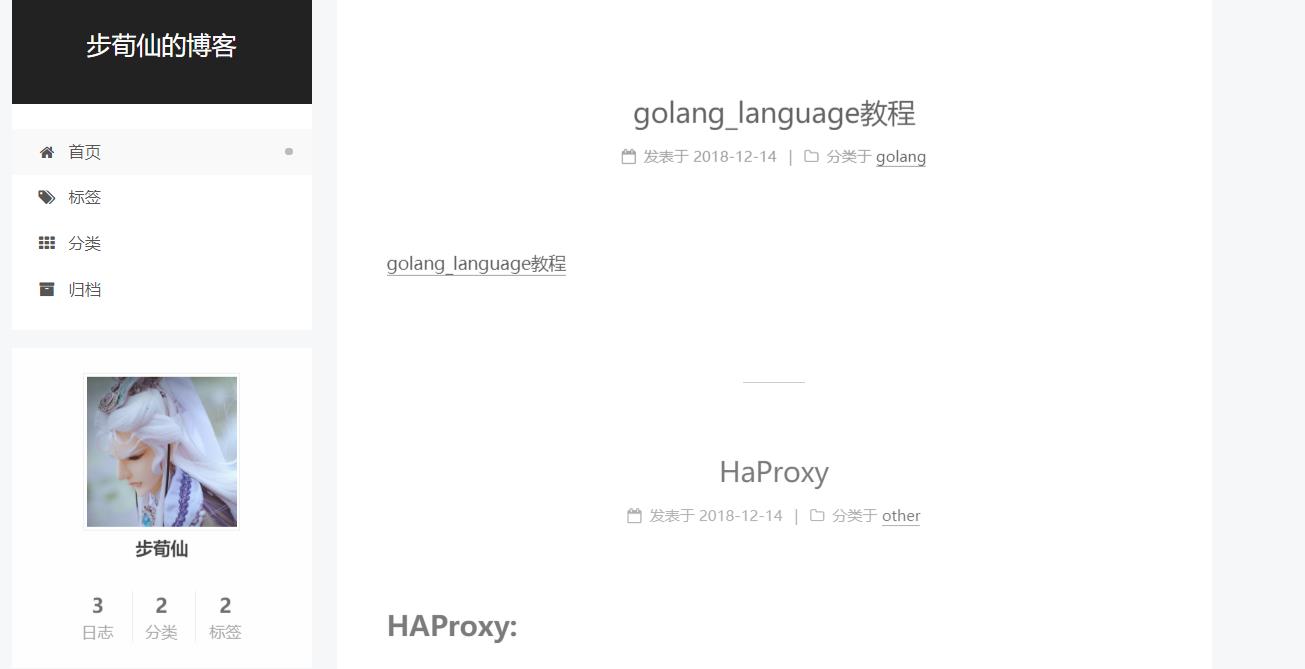 步荀仙的博客
首页
标签
分类
归档
步荀仙
3
日志
2
分类
2
标签
golang_language教程
发表于 2018-12-14 | 分类于 golang
golang_language教程
HaProxy
发表于 2018-12-14 | 分类于 other
HAProxy: